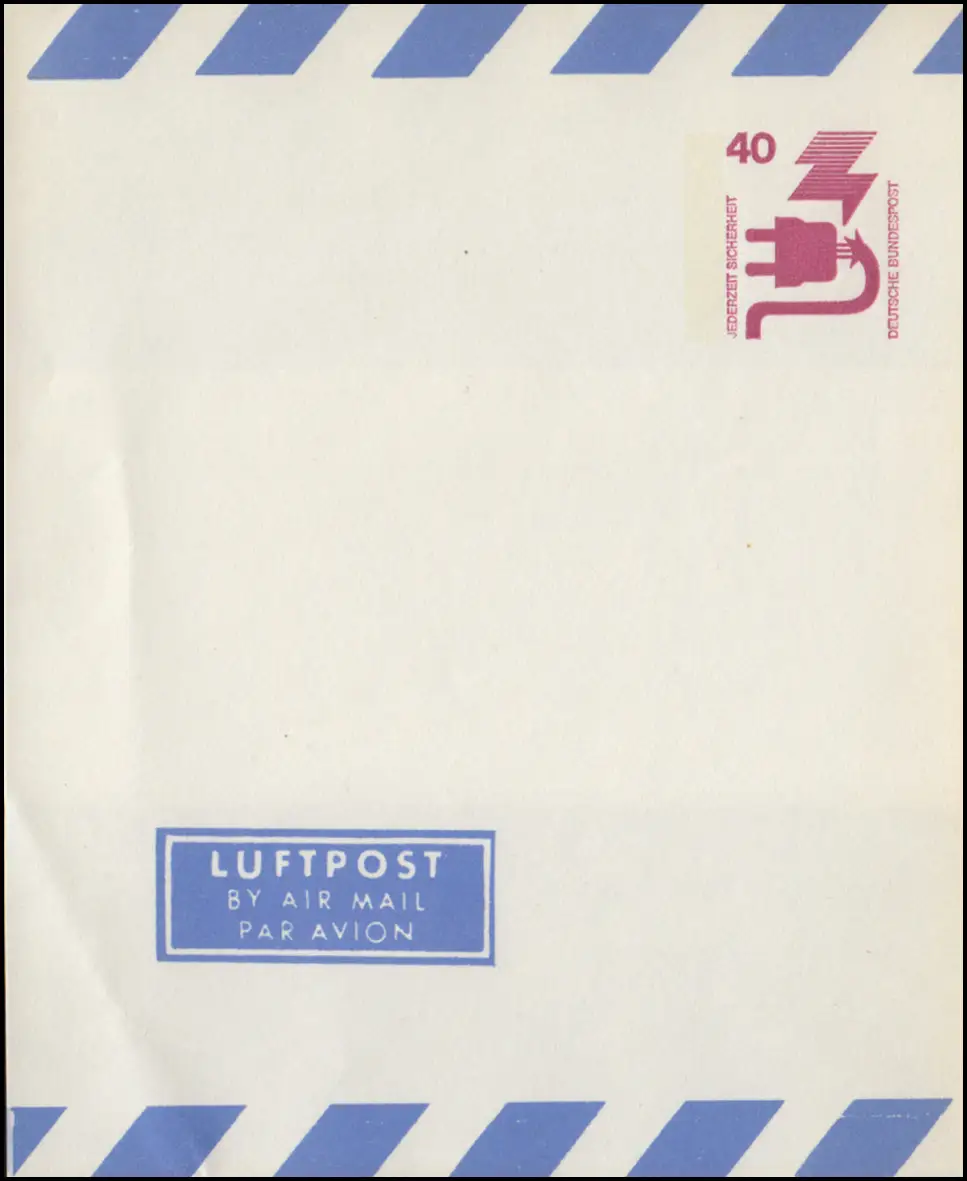 40
JEDERZEIT SICHERHEIT
DEUTSCHE BUNDESPOST
LUFTPOST
BY AIR MAIL
PAR AVION